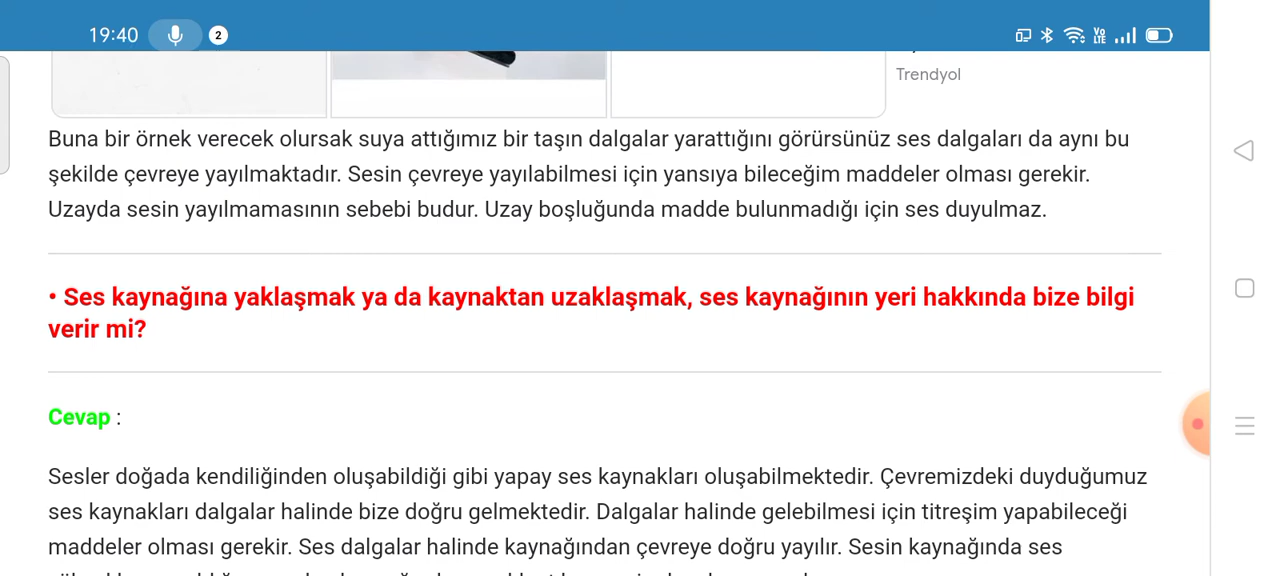 19:40
2
VO
LTE
Trendyol
Buna bir örnek verecek olursak suya attığımız bir taşın dalgalar yarattığını görürsünüz ses dalgaları da aynı bu
şekilde çevreye yayılmaktadır. Sesin çevreye yayılabilmesi için yansıya bileceğim maddeler olması gerekir.
Uzayda sesin yayılmamasının sebebi budur. Uzay boşluğunda madde bulunmadığı için ses duyulmaz.
• Ses kaynağına yaklaşmak ya da kaynaktan uzaklaşmak, ses kaynağının yeri hakkında bize bilgi
verir mi?
Cevap :
Sesler doğada kendiliğinden oluşabildiği gibi yapay ses kaynakları oluşabilmektedir. Çevremizdeki duyduğumuz
ses kaynakları dalgalar halinde bize doğru gelmektedir. Dalgalar halinde gelebilmesi için titreşim yapabileceği
maddeler olması gerekir. Ses dalgalar halinde kaynağından çevreye doğru yayılır. Sesin kaynağında ses